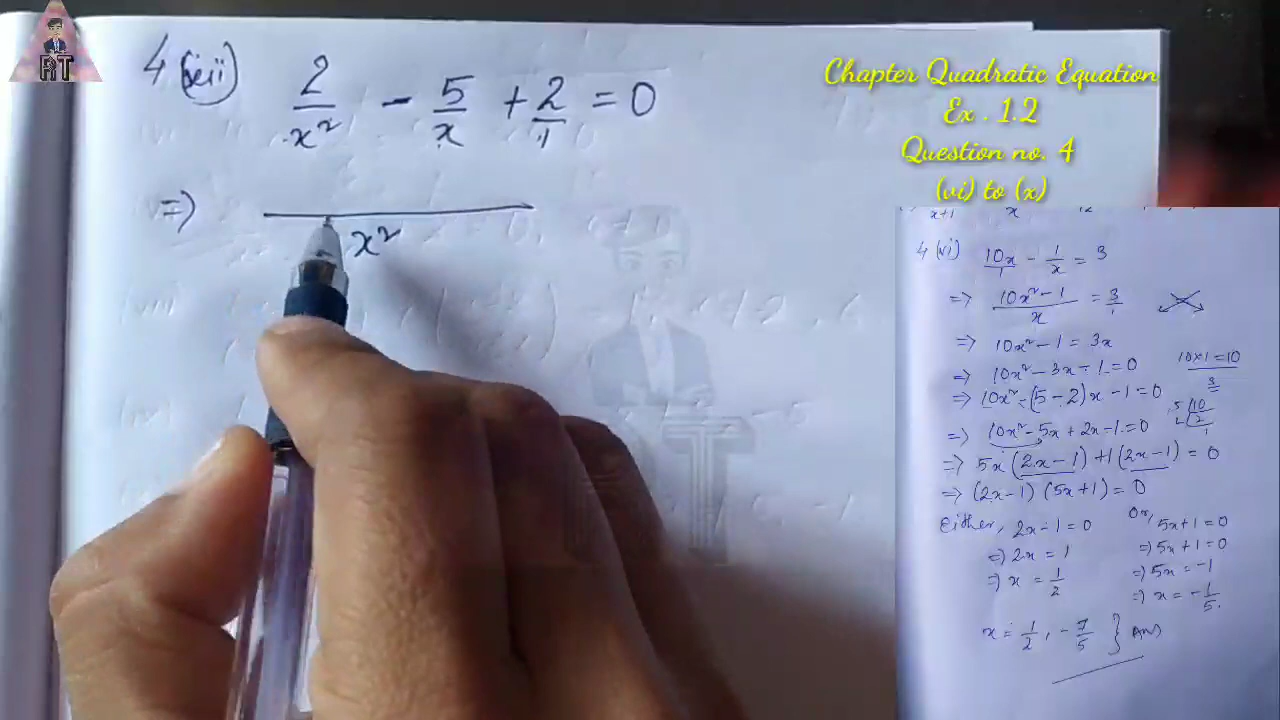 RT
4 (vii) 2/x² - 5/x + 2/1 = 0
=> x²
Chapter Quadratic Equation
Ex . 1.2
Question no. 4
(vi) to (x)
x+1 x 12
4 (vi) 10x/1 - 1/x = 3
=> 10x² - 1/x = 3/1
=> 10x² - 1 = 3x
=> 10x² - 3x - 1 = 0 10x1 = 10
=> 10x² - (5 - 2)x - 1 = 0 3
=> 10x² - 5x + 2x - 1 = 0
=> 5x (2x - 1) + 1 (2x - 1) = 0
=> (2x - 1) (5x + 1) = 0
Either, 2x - 1 = 0 Or, 5x + 1 = 0
=> 2x = 1 => 5x + 1 = 0
=> x = 1/2 => 5x = -1
=> x = -1/5
x = 1/2 , - /5 } Ans